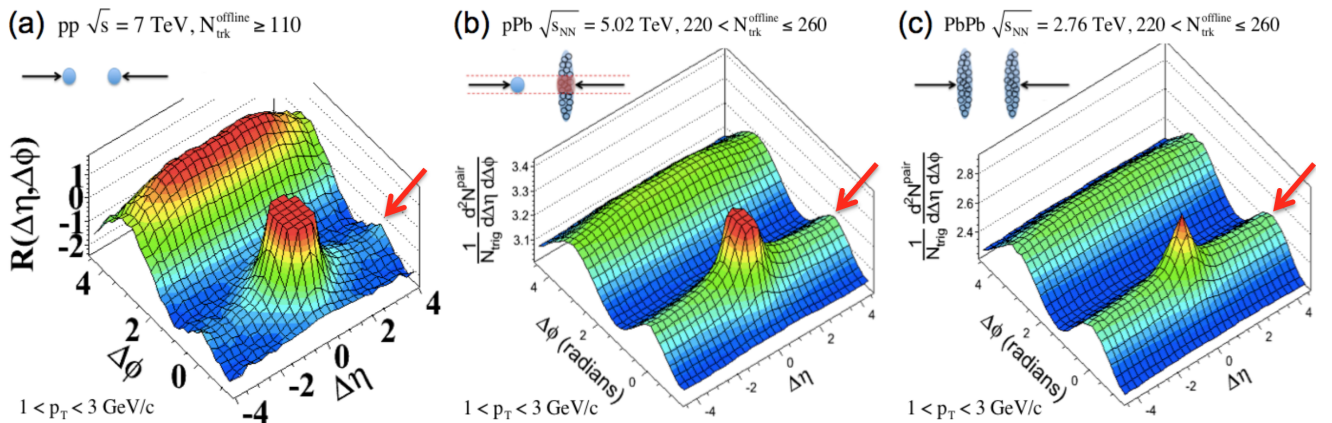 (a) pp √s = 7 TeV, N_trk^offline ≥ 110
R(Δη,Δϕ)
1
0
-1
-2
4
2
0
Δϕ
-4
-2
0
2
4
Δη
1 < p_T < 3 GeV/c
(b) pPb √s_NN = 5.02 TeV, 220 < N_trk^offline ≤ 260
1/N_trig d²N^pair/dΔη dΔϕ
3.4
3.3
3.2
3.1
4
2
0
Δϕ (radians)
-4
-2
0
2
4
Δη
1 < p_T < 3 GeV/c
(c) PbPb √s_NN = 2.76 TeV, 220 < N_trk^offline ≤ 260
1/N_trig d²N^pair/dΔη dΔϕ
2.8
2.6
2.4
4
2
0
Δϕ (radians)
-4
-2
0
2
4
Δη
1 < p_T < 3 GeV/c